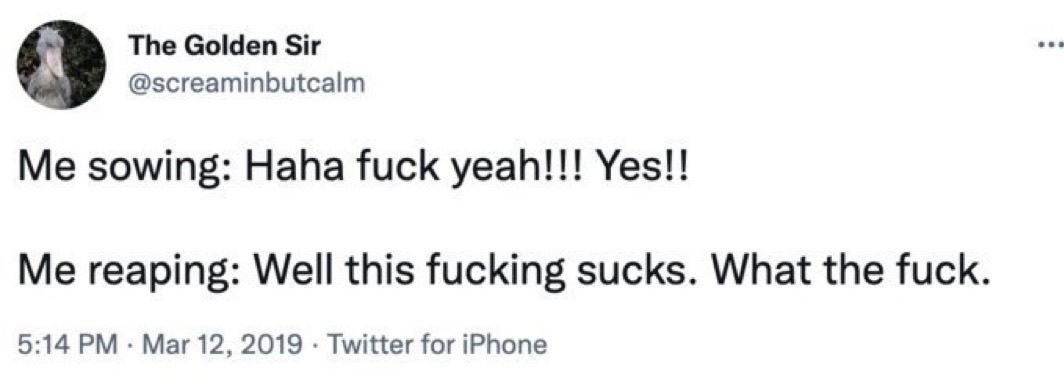 The Golden Sir
@screaminbutcalm
Me sowing: Haha fuck yeah!!! Yes!!
Me reaping: Well this fucking sucks. What the fuck.
5:14 PM · Mar 12, 2019 · Twitter for iPhone